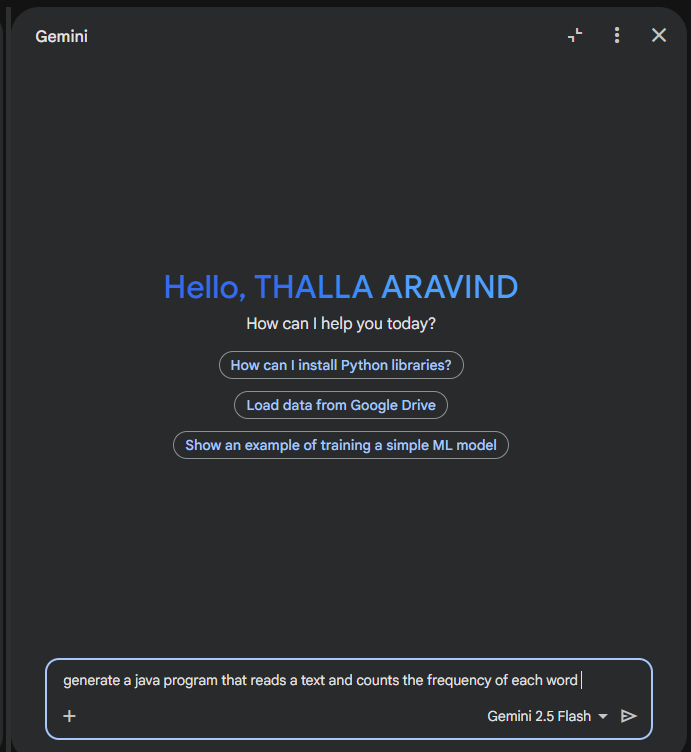 Gemini
Hello, THALLA ARAVIND
How can I help you today?
How can I install Python libraries?
Load data from Google Drive
Show an example of training a simple ML model
generate a java program that reads a text and counts the frequency of each word
Gemini 2.5 Flash